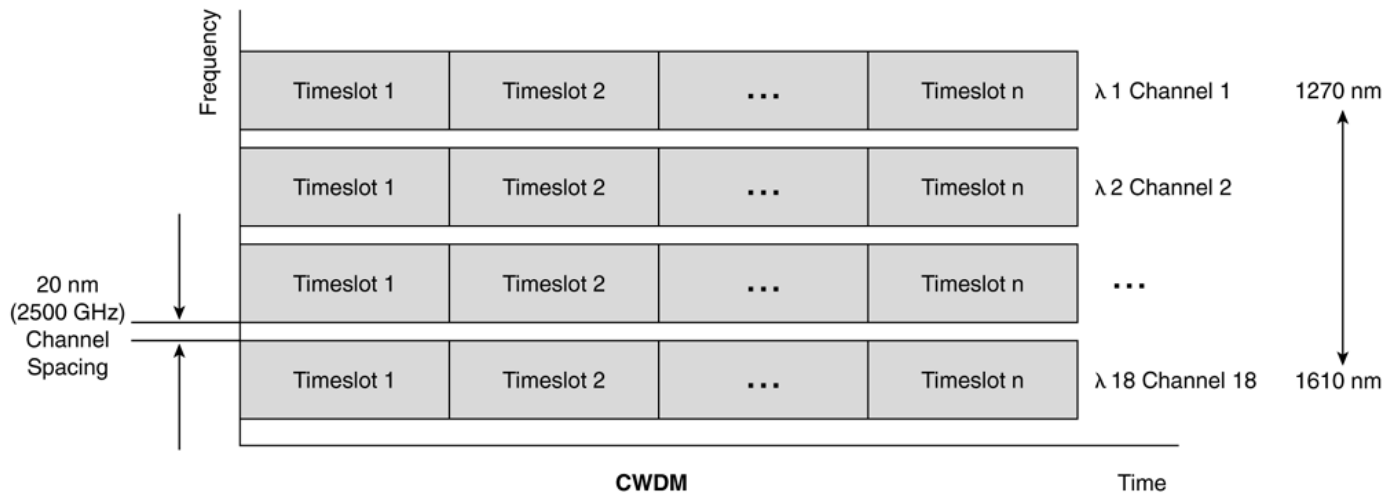 Frequency
Timeslot 1 Timeslot 2 ... Timeslot n λ 1 Channel 1 1270 nm
Timeslot 1 Timeslot 2 ... Timeslot n λ 2 Channel 2
Timeslot 1 Timeslot 2 ... Timeslot n ...
20 nm
(2500 GHz)
Channel
Spacing
Timeslot 1 Timeslot 2 ... Timeslot n λ 18 Channel 18 1610 nm
CWDM Time